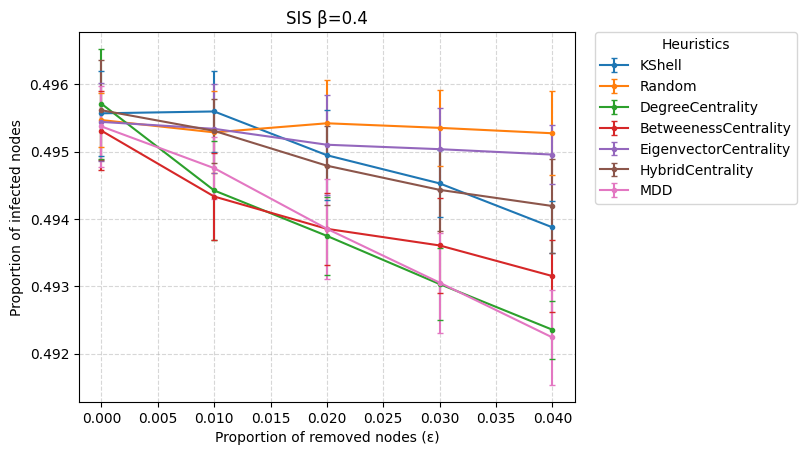 SIS β=0.4
Proportion of infected nodes
0.496
0.495
0.494
0.493
0.492
0.000 0.005 0.010 0.015 0.020 0.025 0.030 0.035 0.040
Proportion of removed nodes (ε)
Heuristics
KShell
Random
DegreeCentrality
BetweenessCentrality
EigenvectorCentrality
HybridCentrality
MDD